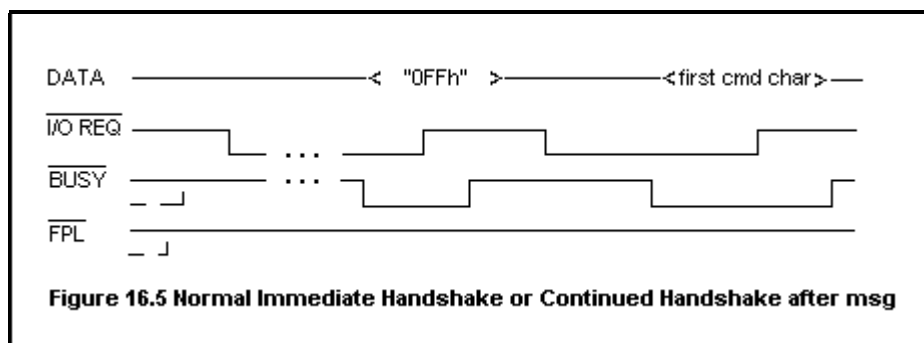 DATA < "0FFh" > <first cmd char>
I/O REQ ...
BUSY ...
FPL
Figure 16.5 Normal Immediate Handshake or Continued Handshake after msg